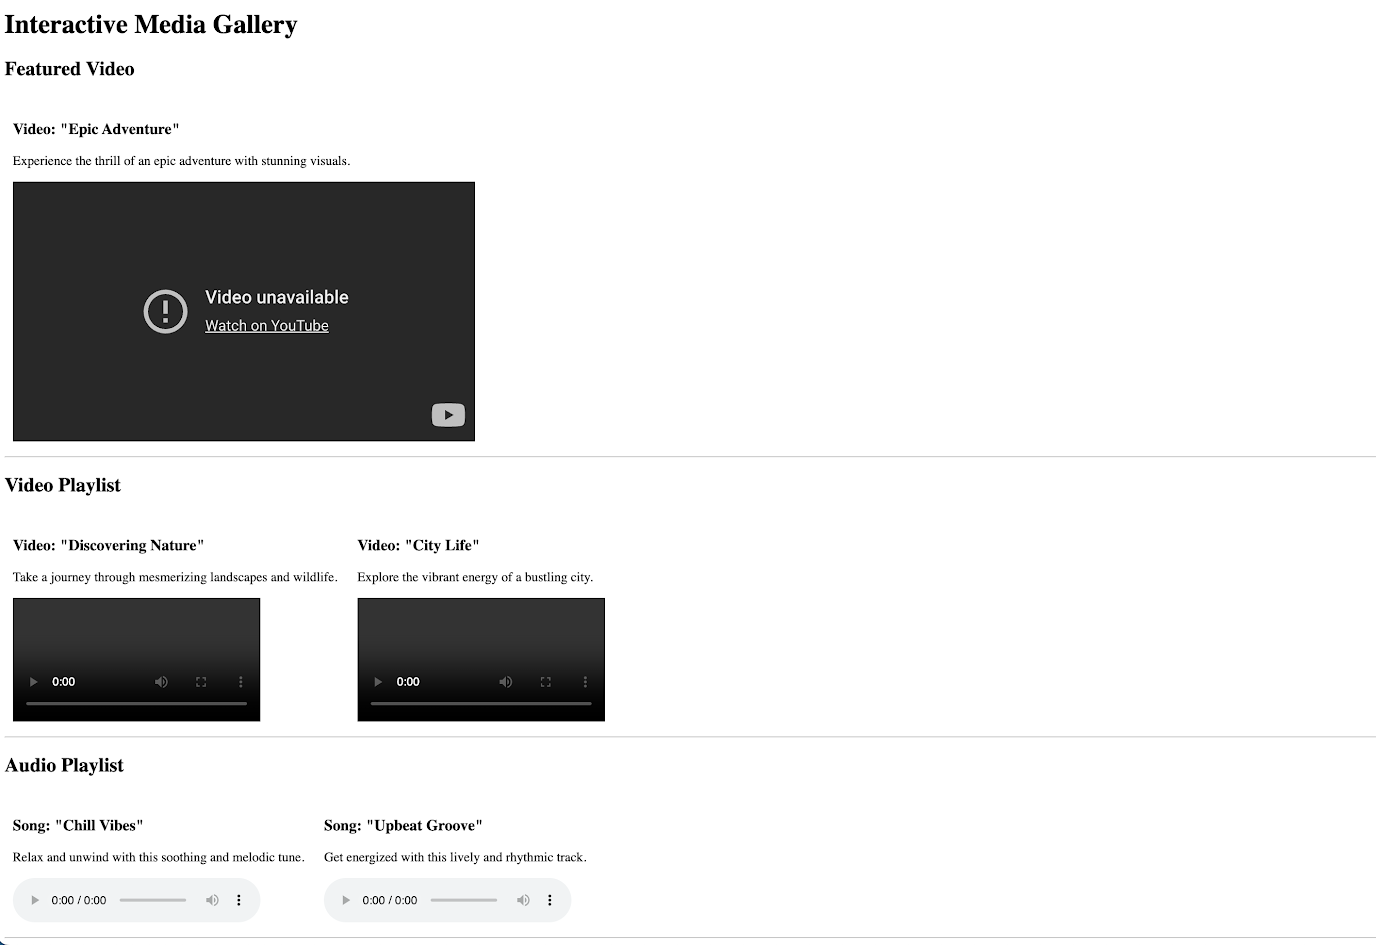 Interactive Media Gallery
Featured Video
Video: "Epic Adventure"
Experience the thrill of an epic adventure with stunning visuals.
Video unavailable
Watch on YouTube
Video Playlist
Video: "Discovering Nature"
Take a journey through mesmerizing landscapes and wildlife.
0:00
Video: "City Life"
Explore the vibrant energy of a bustling city.
0:00
Audio Playlist
Song: "Chill Vibes"
Relax and unwind with this soothing and melodic tune.
0:00 / 0:00
Song: "Upbeat Groove"
Get energized with this lively and rhythmic track.
0:00 / 0:00